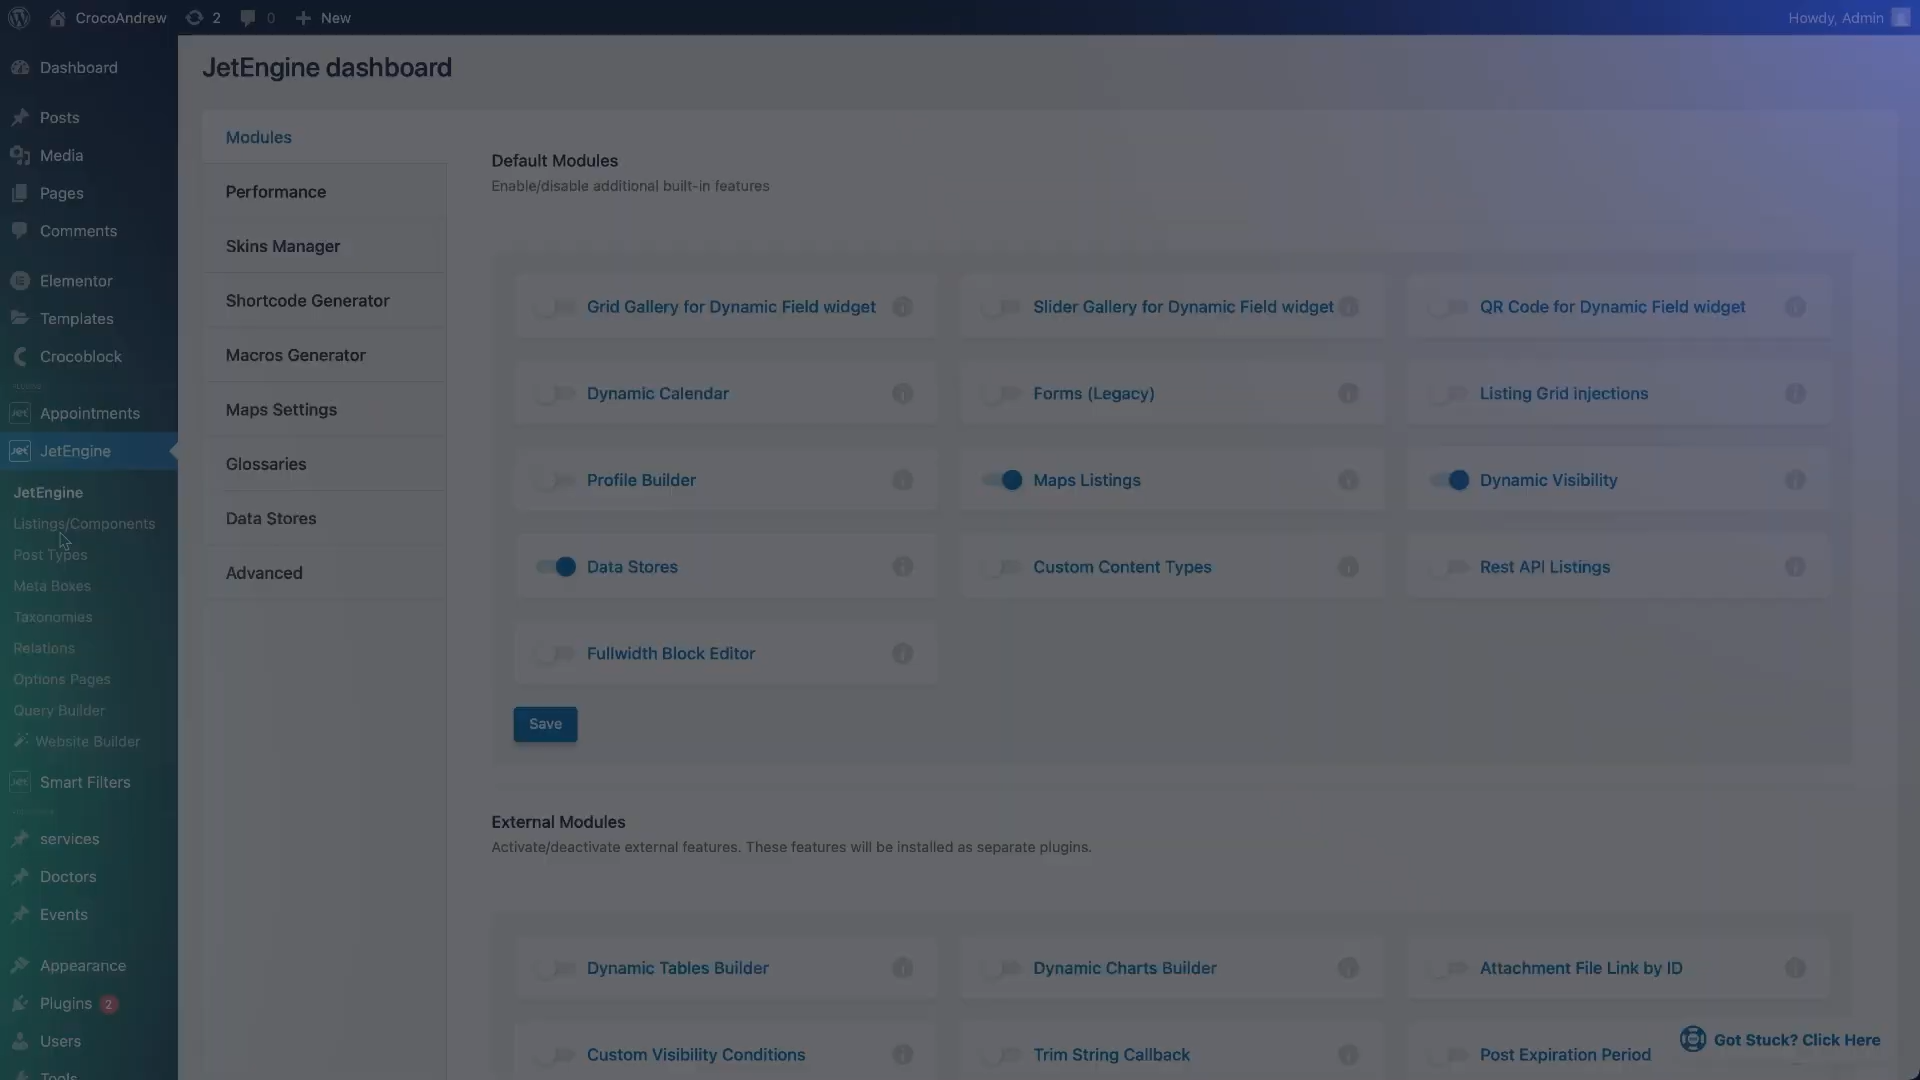 CrocoAndrew
2
0
New
Howdy, Admin
Dashboard
Posts
Media
Pages
Comments
Elementor
Templates
Crocoblock
Appointments
JetEngine
JetEngine
Listings/Components
Post Types
Meta Boxes
Taxonomies
Relations
Options Pages
Query Builder
Website Builder
Smart Filters
services
Doctors
Events
Appearance
Plugins 2
Users
Tools
JetEngine dashboard
Modules
Performance
Skins Manager
Shortcode Generator
Macros Generator
Maps Settings
Glossaries
Data Stores
Advanced
Default Modules
Enable/disable additional built-in features
Grid Gallery for Dynamic Field widget
Slider Gallery for Dynamic Field widget
QR Code for Dynamic Field widget
Dynamic Calendar
Forms (Legacy)
Listing Grid injections
Profile Builder
Maps Listings
Dynamic Visibility
Data Stores
Custom Content Types
Rest API Listings
Fullwidth Block Editor
Save
External Modules
Activate/deactivate external features. These features will be installed as separate plugins.
Dynamic Tables Builder
Dynamic Charts Builder
Attachment File Link by ID
Custom Visibility Conditions
Trim String Callback
Post Expiration Period
Got Stuck? Click Here